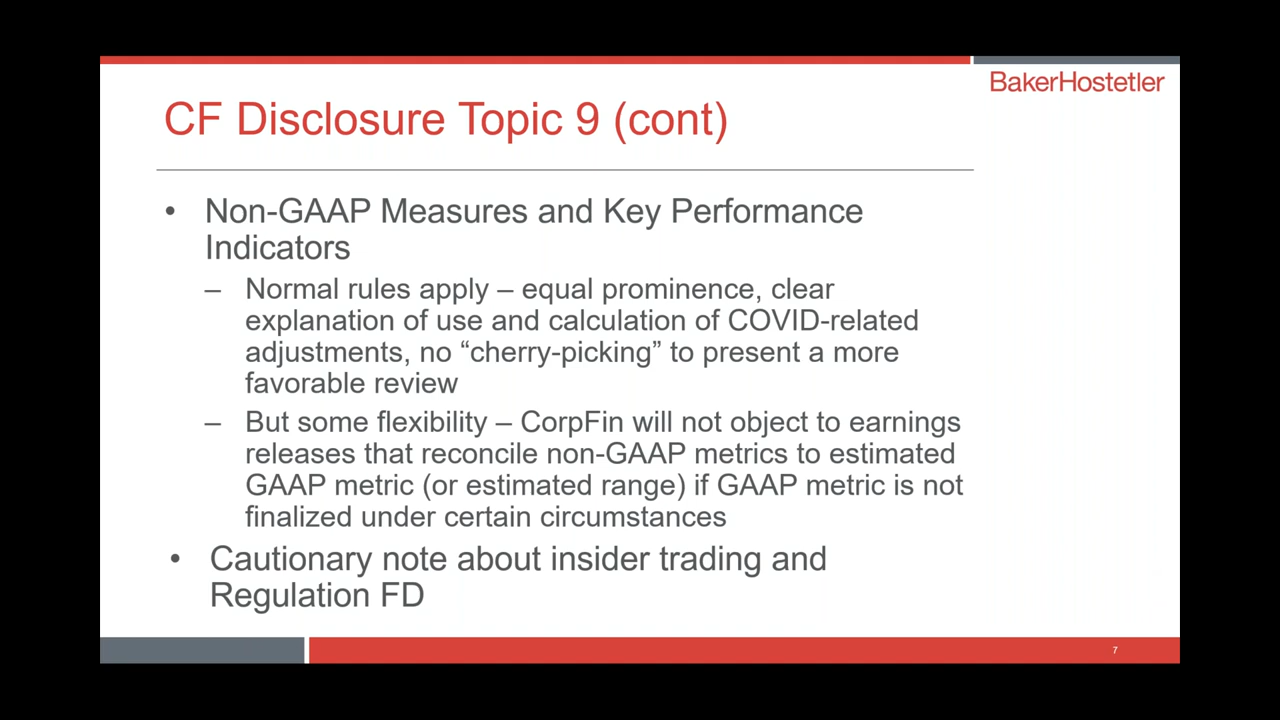 BakerHostetler
CF Disclosure Topic 9 (cont)
• Non-GAAP Measures and Key Performance
Indicators
– Normal rules apply – equal prominence, clear
explanation of use and calculation of COVID-related
adjustments, no “cherry-picking” to present a more
favorable review
– But some flexibility – CorpFin will not object to earnings
releases that reconcile non-GAAP metrics to estimated
GAAP metric (or estimated range) if GAAP metric is not
finalized under certain circumstances
• Cautionary note about insider trading and
Regulation FD
7